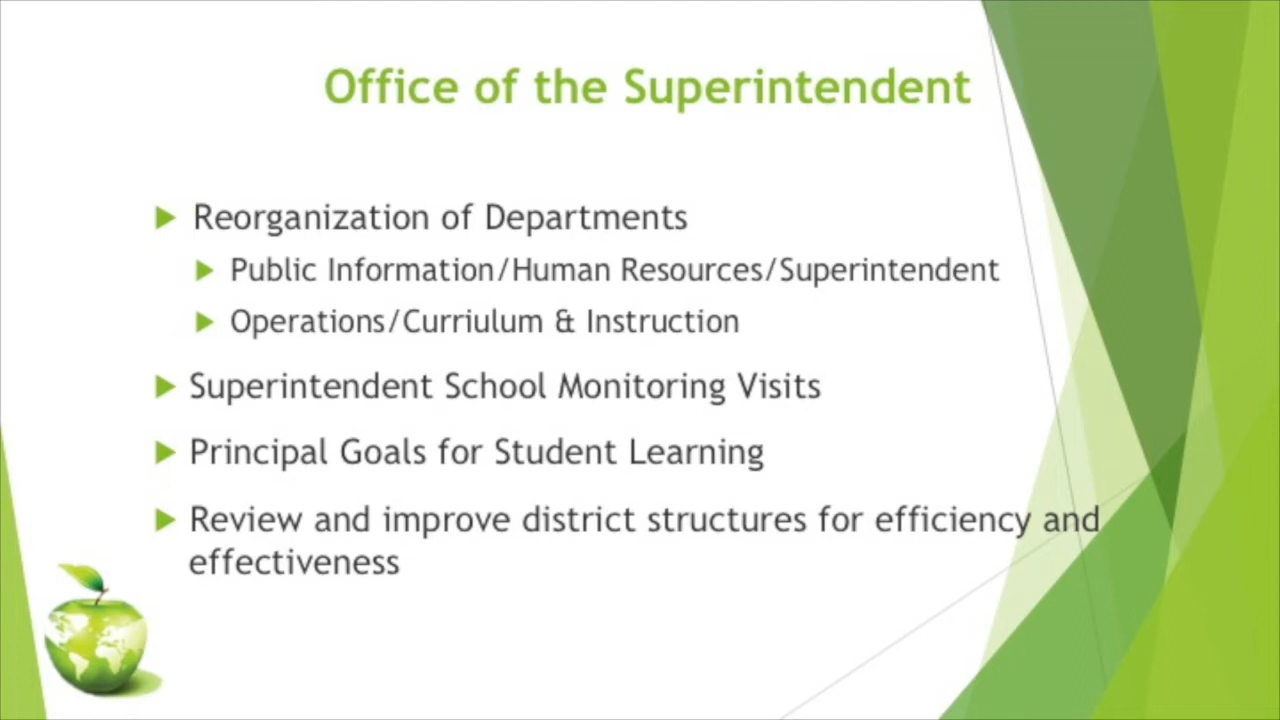 Office of the Superintendent
Reorganization of Departments
Public Information/Human Resources/Superintendent
Operations/Curriulum & Instruction
Superintendent School Monitoring Visits
Principal Goals for Student Learning
Review and improve district structures for efficiency and
effectiveness